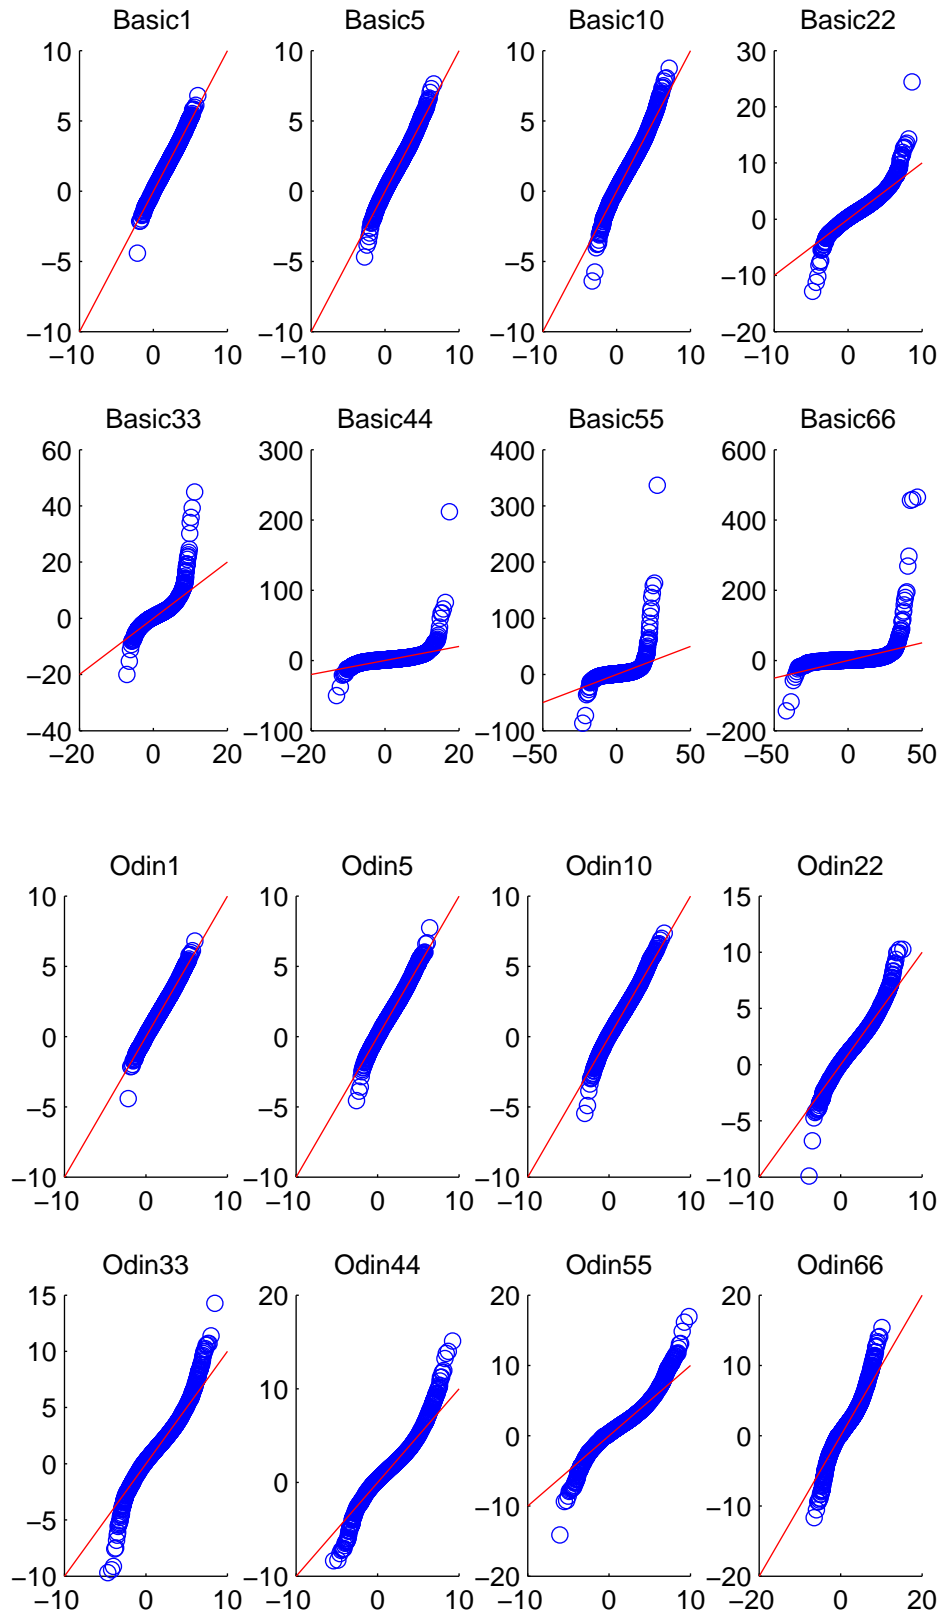 Basic1 Basic5 Basic10 Basic22
10 10 10 30
5 5 5 20
0 0 0 10
−5 −5 −5 0
−10 −10 −10 −10
−20
−10 0 10 −10 0 10 −10 0 10 −10 0 10
Basic33 Basic44 Basic55 Basic66
60 300 400 600
40 200 300 400
20 100 200 200
0 0 100 0
−20 −100 0 −200
−40 −100
−20 0 20 −20 0 20 −50 0 50 −50 0 50
Odin1 Odin5 Odin10 Odin22
10 10 10 15
5 5 5 10
0 0 0 5
−5 −5 −5 0
−10 −10 −10 −5
−10
−10 0 10 −10 0 10 −10 0 10 −10 0 10
Odin33 Odin44 Odin55 Odin66
15 20 20 20
10 10 10 10
5 0 0 0
0 −10 −10 −10
−5 −20 −20
−10
−10 0 10 −10 0 10 −10 0 10 −20 0 20